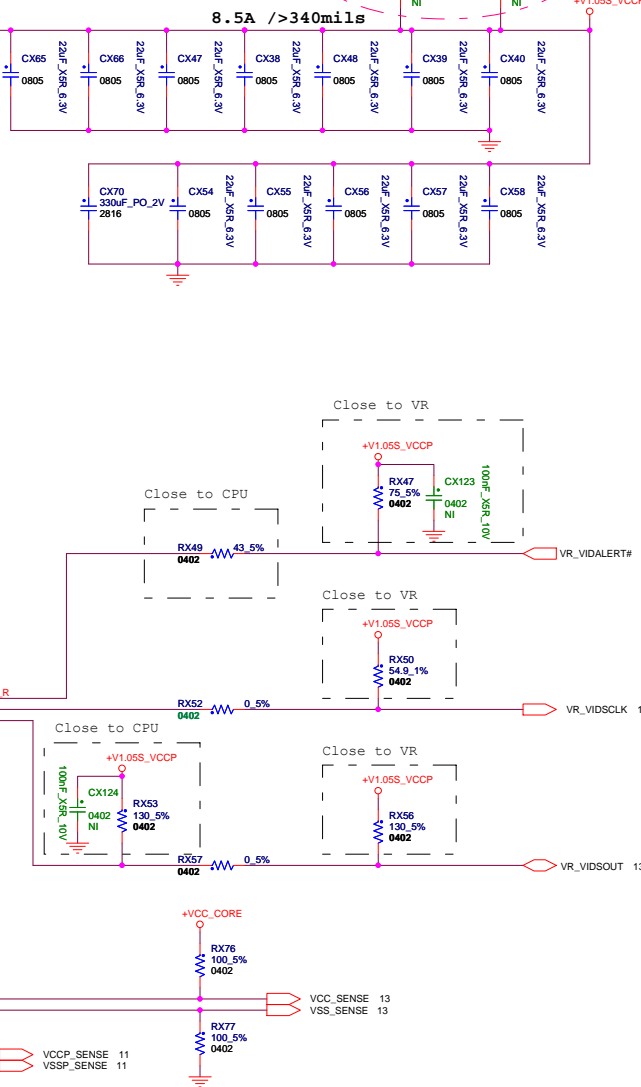 NI
NI
+V1.05S_VCCP
8.5A />340mils
CX65
0805
22uF_X5R_6.3V
CX66
0805
22uF_X5R_6.3V
CX47
0805
22uF_X5R_6.3V
CX38
0805
22uF_X5R_6.3V
CX48
0805
22uF_X5R_6.3V
CX39
0805
22uF_X5R_6.3V
CX40
0805
22uF_X5R_6.3V
CX70
330uF_PO_2V
2816
CX54
0805
22uF_X5R_6.3V
CX55
0805
22uF_X5R_6.3V
CX56
0805
22uF_X5R_6.3V
CX57
0805
22uF_X5R_6.3V
CX58
0805
22uF_X5R_6.3V
Close to VR
+V1.05S_VCCP
RX47
75_5%
0402
CX123
0402
NI
100nF_X5R_10V
Close to CPU
RX49
0402
43_5%
VR_VIDALERT#
Close to VR
+V1.05S_VCCP
RX50
54.9_1%
0402
_R
RX52
0402
0_5%
VR_VIDSCLK
Close to CPU
+V1.05S_VCCP
100nF_X5R_10V
CX124
0402
NI
RX53
130_5%
0402
Close to VR
+V1.05S_VCCP
RX56
130_5%
0402
RX57
0402
0_5%
VR_VIDSOUT 13
+VCC_CORE
RX76
100_5%
0402
VCC_SENSE 13
VSS_SENSE 13
RX77
100_5%
0402
VCCP_SENSE 11
VSSP_SENSE 11